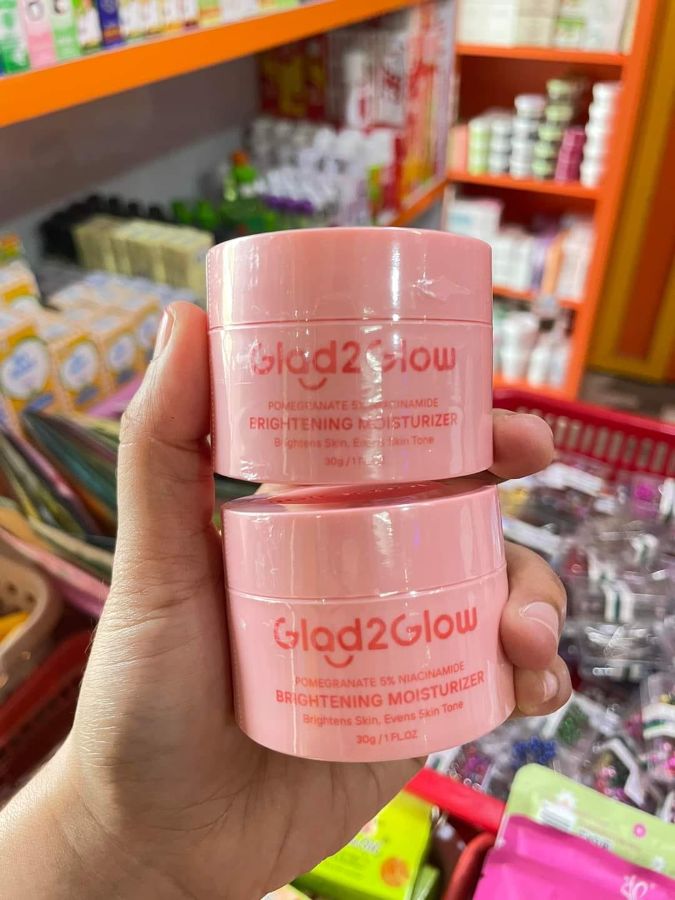 Glad2Glow
POMEGRANATE 5% NIACINAMIDE
BRIGHTENING MOISTURIZER
Brightens Skin, Evens Skin Tone
30g / 1 FL.OZ
Glad2Glow
POMEGRANATE 5% NIACINAMIDE
BRIGHTENING MOISTURIZER
Brightens Skin, Evens Skin Tone
30g / 1 FL.OZ